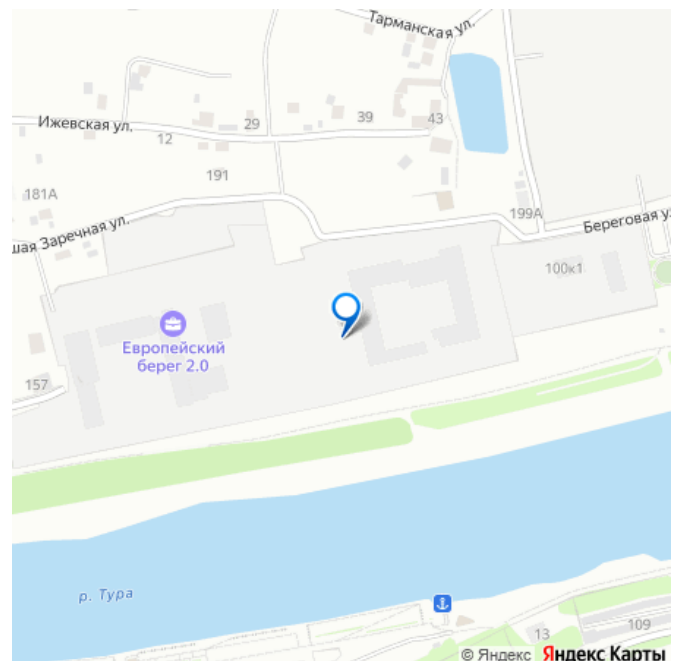 Тарманская ул.
Ижевская ул.
29
39
43
12
191
181А
199А
шая Заречная ул.
Береговая у
100к1
Европейский
берег 2.0
157
р. Тура
13
109
© Яндекс Яндекс Карты